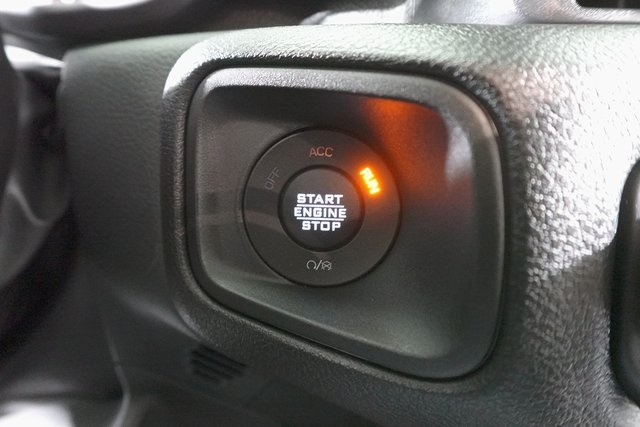 ACC
OFF
RUN
START
ENGINE
STOP